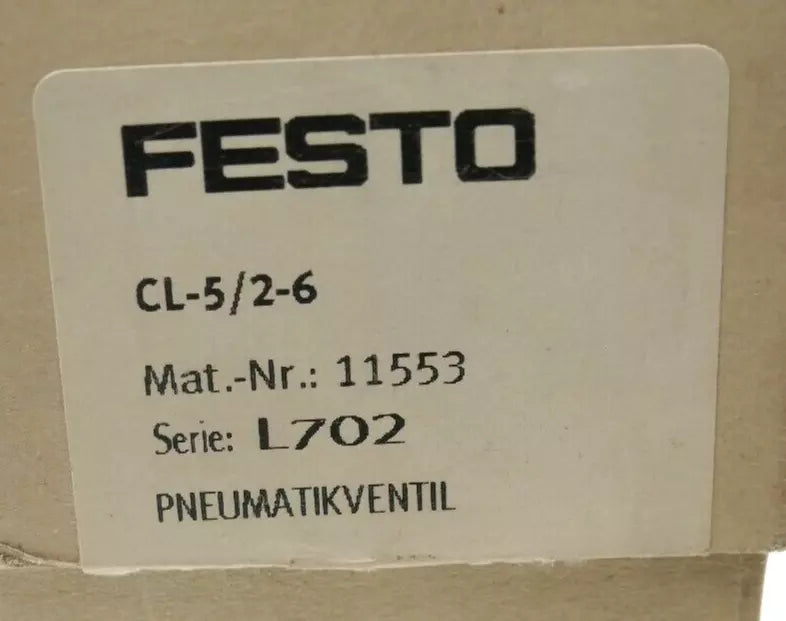 FESTO
CL-5/2-6
Mat.-Nr.: 11553
Serie: L702
PNEUMATIKVENTIL